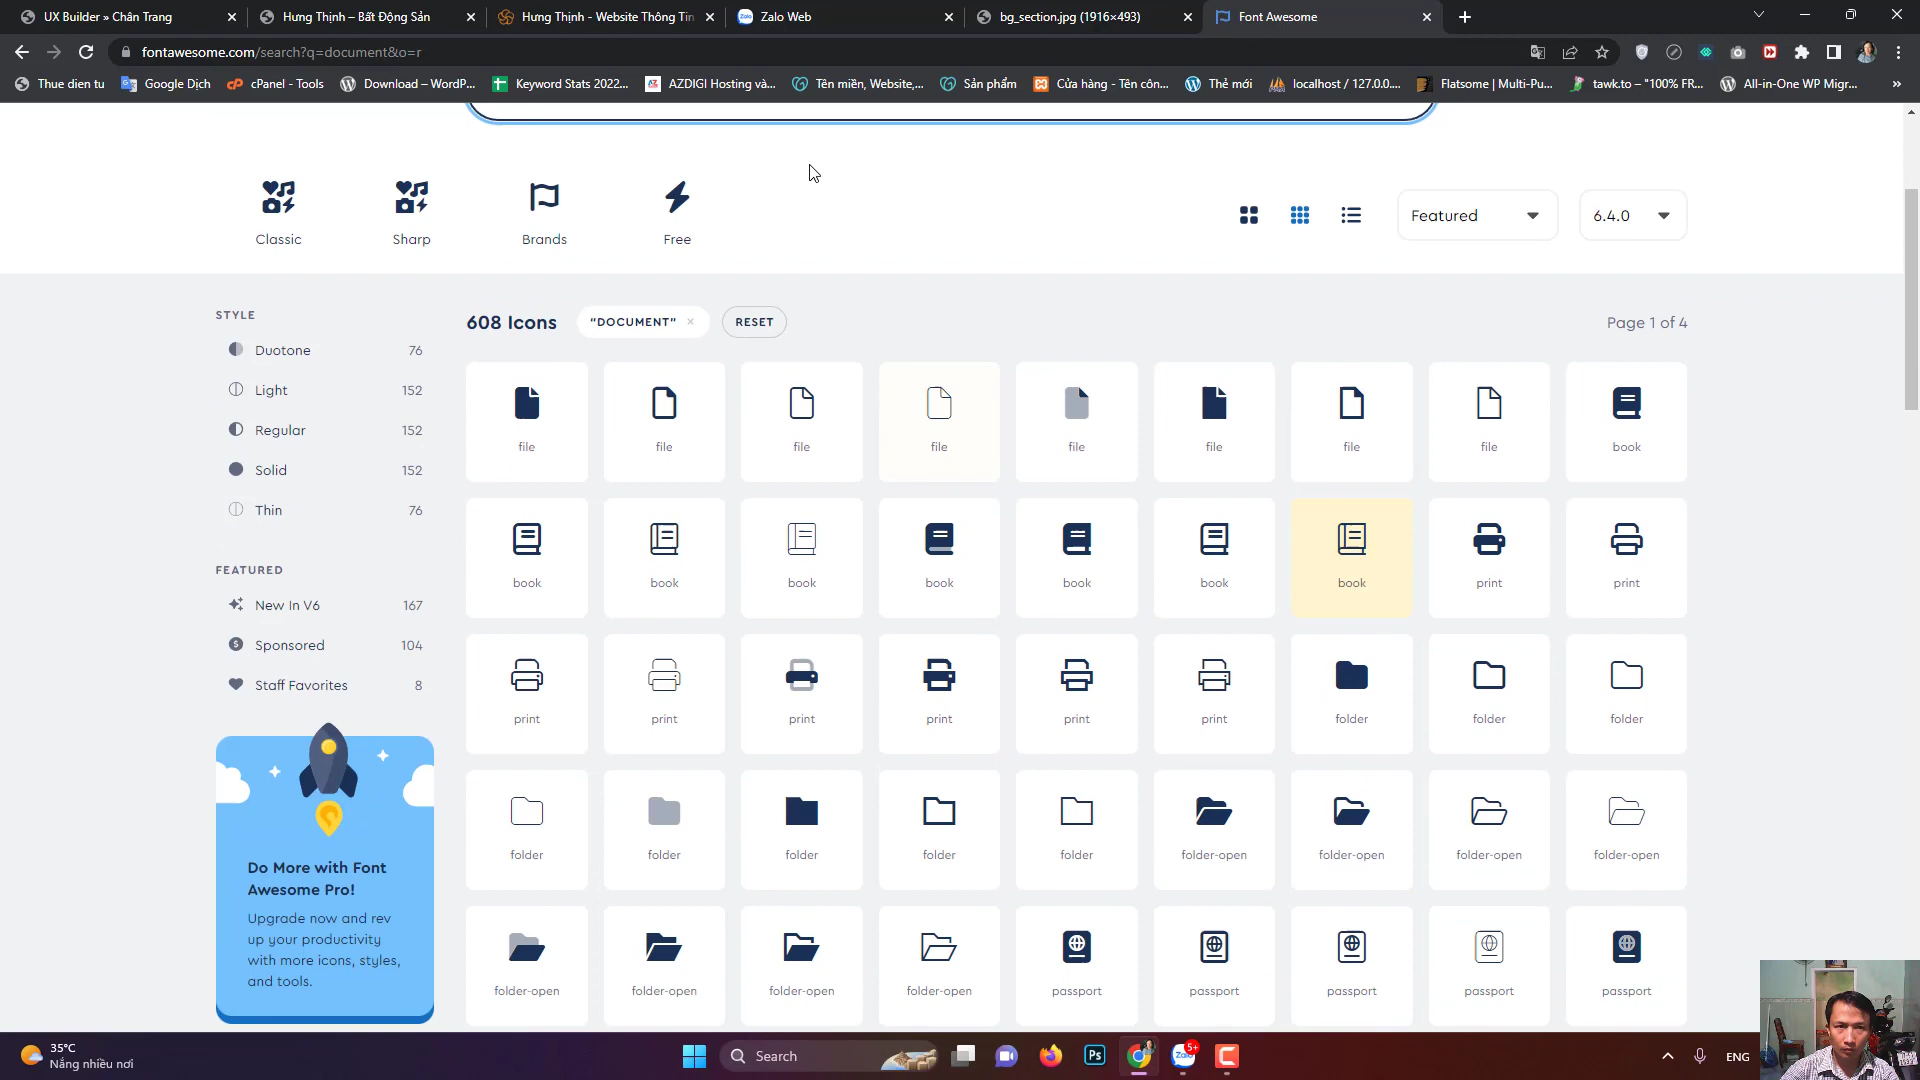 UX Builder » Chân Trang
Hưng Thịnh – Bất Động Sản
Hưng Thịnh - Website Thông Tin
Zalo Web
bg_section.jpg (1916×493)
Font Awesome
fontawesome.com/search?q=document&o=r
Thue dien tu
Google Dịch
cPanel - Tools
Download – WordP...
Keyword Stats 2022...
AZDIGI Hosting và...
Tên miền, Website,...
Sản phẩm
Cửa hàng - Tên côn...
Thẻ mới
localhost / 127.0.0....
Flatsome | Multi-Pu...
tawk.to – "100% FR...
All-in-One WP Migr...
»
Classic
Sharp
Brands
Free
Featured
6.4.0
STYLE
Duotone 76
Light 152
Regular 152
Solid 152
Thin 76
FEATURED
New In V6 167
Sponsored 104
Staff Favorites 8
Do More with Font
Awesome Pro!
Upgrade now and rev
up your productivity
with more icons, styles,
and tools.
608 Icons
“DOCUMENT” ×
RESET
Page 1 of 4
file file file file file file file file book
book book book book book book book print print
print print print print print print folder folder folder
folder folder folder folder folder folder-open folder-open folder-open folder-open
folder-open folder-open folder-open folder-open passport passport passport passport passport
35°C
Nắng nhiều nơi
Search
Ps
Zalo
5+
ENG